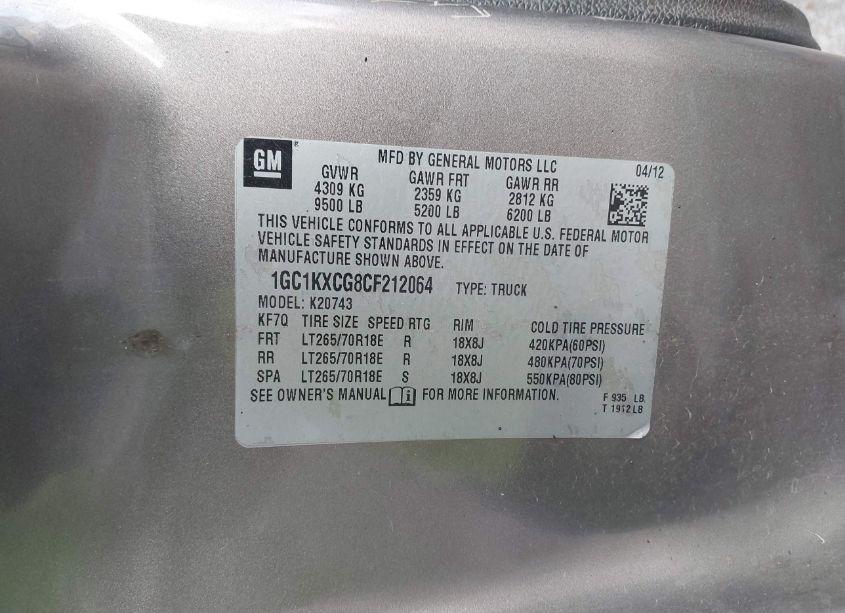 GM
MFD BY GENERAL MOTORS LLC 04/12
GVWR GAWR FRT GAWR RR
4309 KG 2359 KG 2812 KG
9500 LB 5200 LB 6200 LB
THIS VEHICLE CONFORMS TO ALL APPLICABLE U.S. FEDERAL MOTOR
VEHICLE SAFETY STANDARDS IN EFFECT ON THE DATE OF
MANUFACTURE SHOWN ABOVE.
1GC1KXCG8CF212064 TYPE: TRUCK
MODEL: K20743
KF7Q TIRE SIZE SPEED RTG RIM COLD TIRE PRESSURE
FRT LT265/70R18E R 18X8J 420KPA(60PSI)
RR LT265/70R18E R 18X8J 480KPA(70PSI)
SPA LT265/70R18E S 18X8J 550KPA(80PSI)
SEE OWNER'S MANUAL FOR MORE INFORMATION. F 935 LB.
T 1912 LB